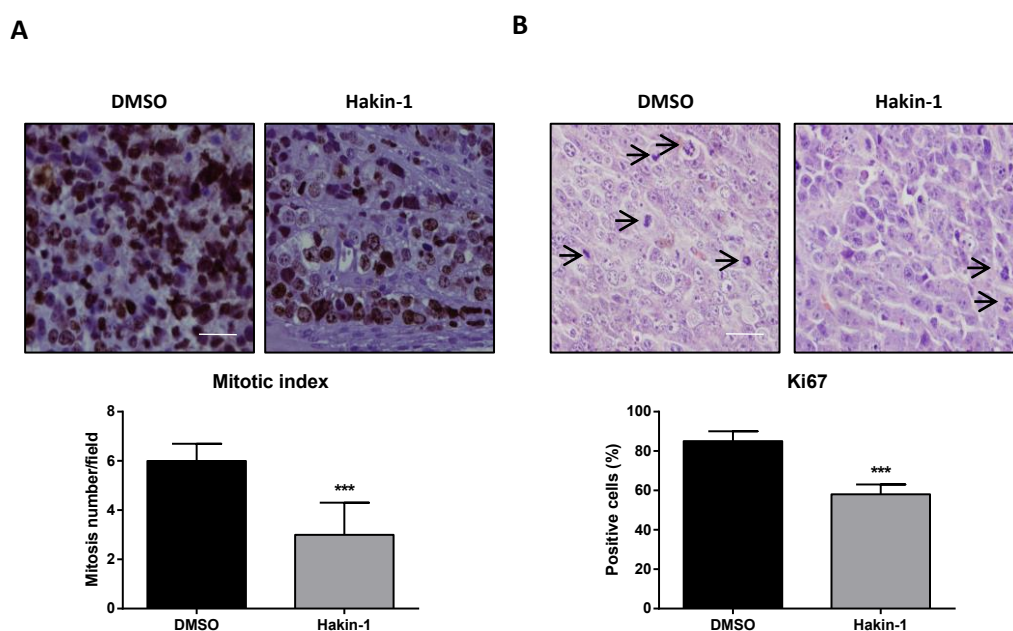 A
B
DMSO
Hakin-1
DMSO
Hakin-1
Mitotic index
Mitosis number/field
8
6
4
2
0
***
DMSO
Hakin-1
Ki67
Positive cells (%)
100
80
60
40
20
0
***
DMSO
Hakin-1